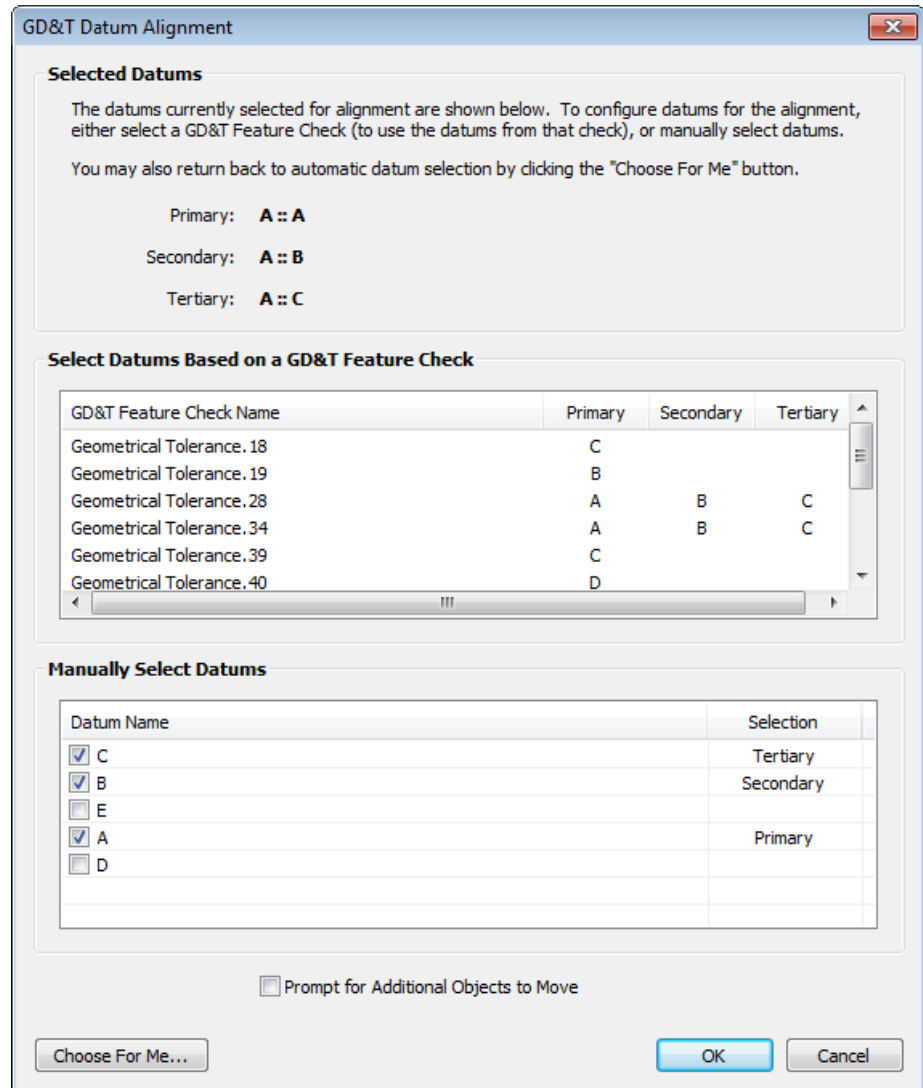 GD&T Datum Alignment
Selected Datums
The datums currently selected for alignment are shown below.  To configure datums for the alignment,
either select a GD&T Feature Check (to use the datums from that check), or manually select datums.
You may also return back to automatic datum selection by clicking the "Choose For Me" button.
Primary: A :: A
Secondary: A :: B
Tertiary: A :: C
Select Datums Based on a GD&T Feature Check
GD&T Feature Check Name Primary Secondary Tertiary
Geometrical Tolerance.18 C
Geometrical Tolerance.19 B
Geometrical Tolerance.28 A B C
Geometrical Tolerance.34 A B C
Geometrical Tolerance.39 C
Geometrical Tolerance.40 D
Manually Select Datums
Datum Name Selection
C Tertiary
B Secondary
E
A Primary
D
Prompt for Additional Objects to Move
Choose For Me... OK Cancel